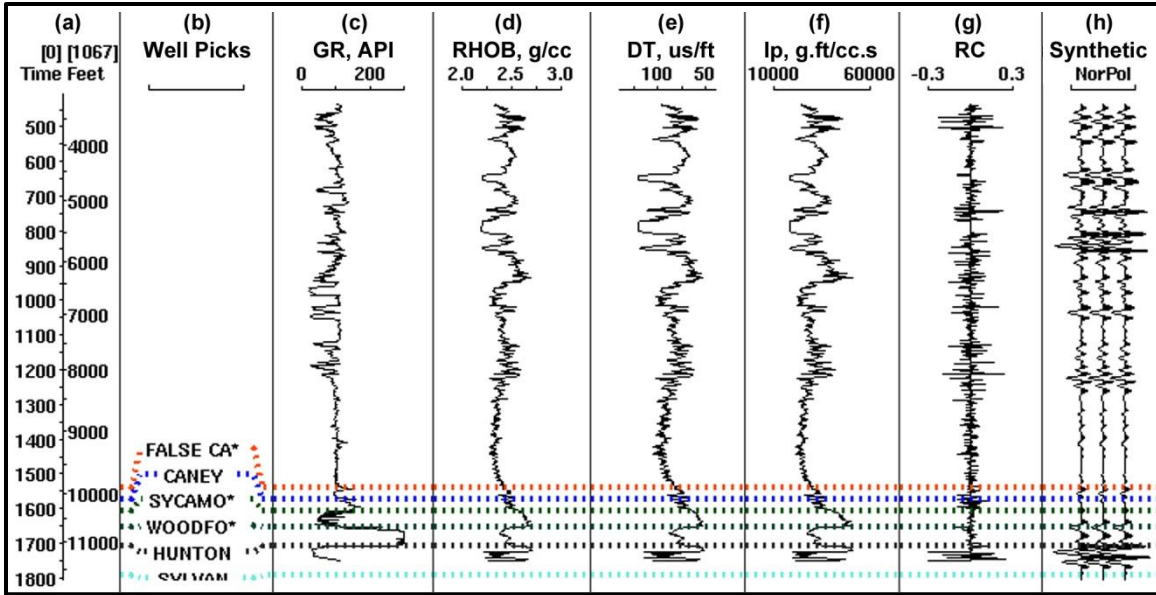 (a) (b) (c) (d) (e) (f) (g) (h)
[0] [1067] Well Picks GR, API RHOB, g/cc DT, us/ft Ip, g.ft/cc.s RC Synthetic
Time Feet 0 200 2.0 2.5 3.0 100 50 10000 60000 -0.3 0.3 NorPol
500
4000
600
700
5000
800
900 6000
1000
7000
1100
1200 8000
1300
1400 9000
FALSE CA*
1500 CANEY
10000 SYCAMO*
1600
WOODFO*
1700 11000 HUNTON
1800 SYLVAN